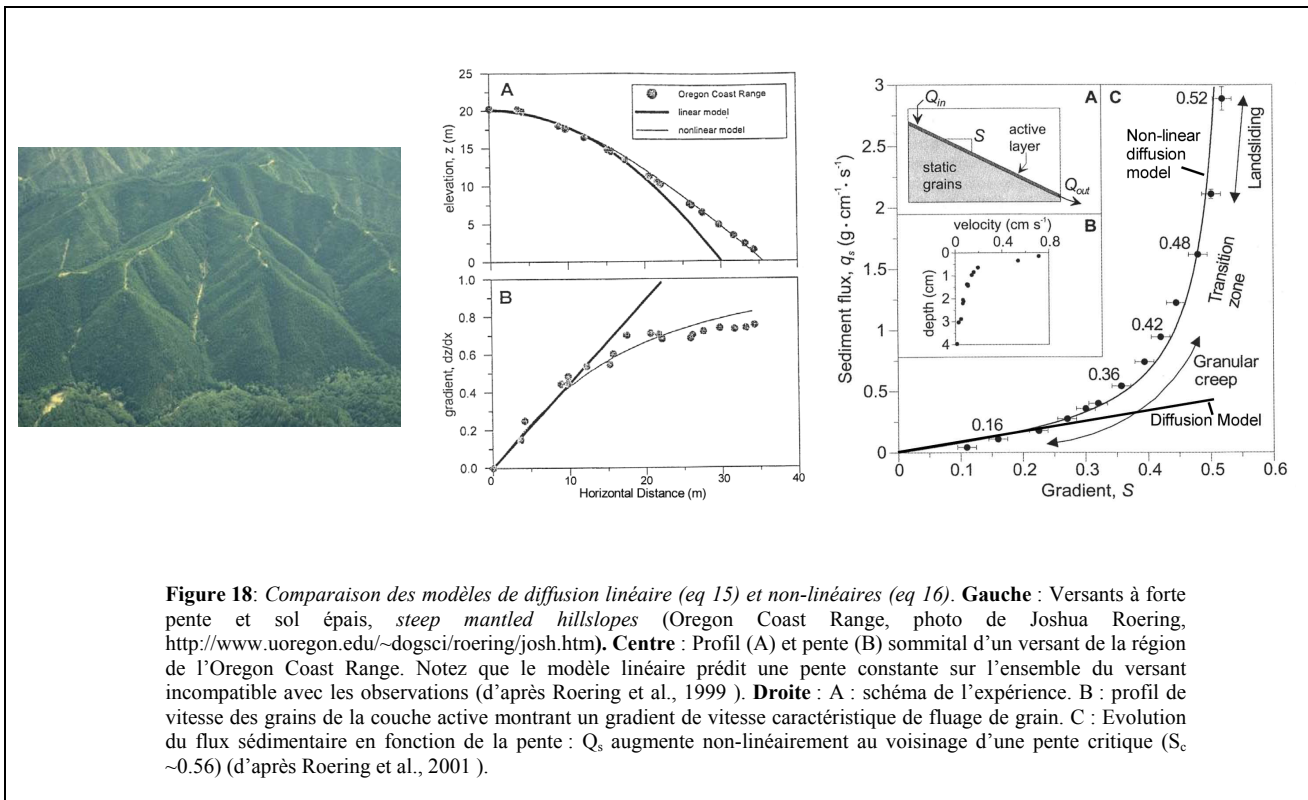 25
20
15
10
5
0
elevation, z (m)
A
Oregon Coast Range
linear model
nonlinear model
1.0
0.8
0.6
0.4
0.2
0.0
gradient, dz/dx
B
0
10
20
30
40
Horizontal Distance (m)
3
2.5
2
1.5
1
0.5
0
Sediment flux, qs (g · cm-1 · s-1)
Qin
A
S
active
layer
static
grains
Qout
velocity (cm s-1)
0 0.4 0.8
B
0
1
2
3
4
depth (cm)
C
0.52
Non-linear
diffusion
model
Landsliding
0.48
Transition
zone
0.42
0.36
Granular
creep
0.16
Diffusion Model
0 0.1 0.2 0.3 0.4 0.5 0.6
Gradient, S
Figure 18: Comparaison des modèles de diffusion linéaire (eq 15) et non-linéaires (eq 16). Gauche : Versants à forte
pente et sol épais, steep mantled hillslopes (Oregon Coast Range, photo de Joshua Roering,
http://www.uoregon.edu/~dogsci/roering/josh.htm). Centre : Profil (A) et pente (B) sommital d’un versant de la région
de l’Oregon Coast Range. Notez que le modèle linéaire prédit une pente constante sur l’ensemble du versant
incompatible avec les observations (d’après Roering et al., 1999 ). Droite : A : schéma de l’expérience. B : profil de
vitesse des grains de la couche active montrant un gradient de vitesse caractéristique de fluage de grain. C : Evolution
du flux sédimentaire en fonction de la pente : Qs augmente non-linéairement au voisinage d’une pente critique (Sc
~0.56) (d’après Roering et al., 2001 ).